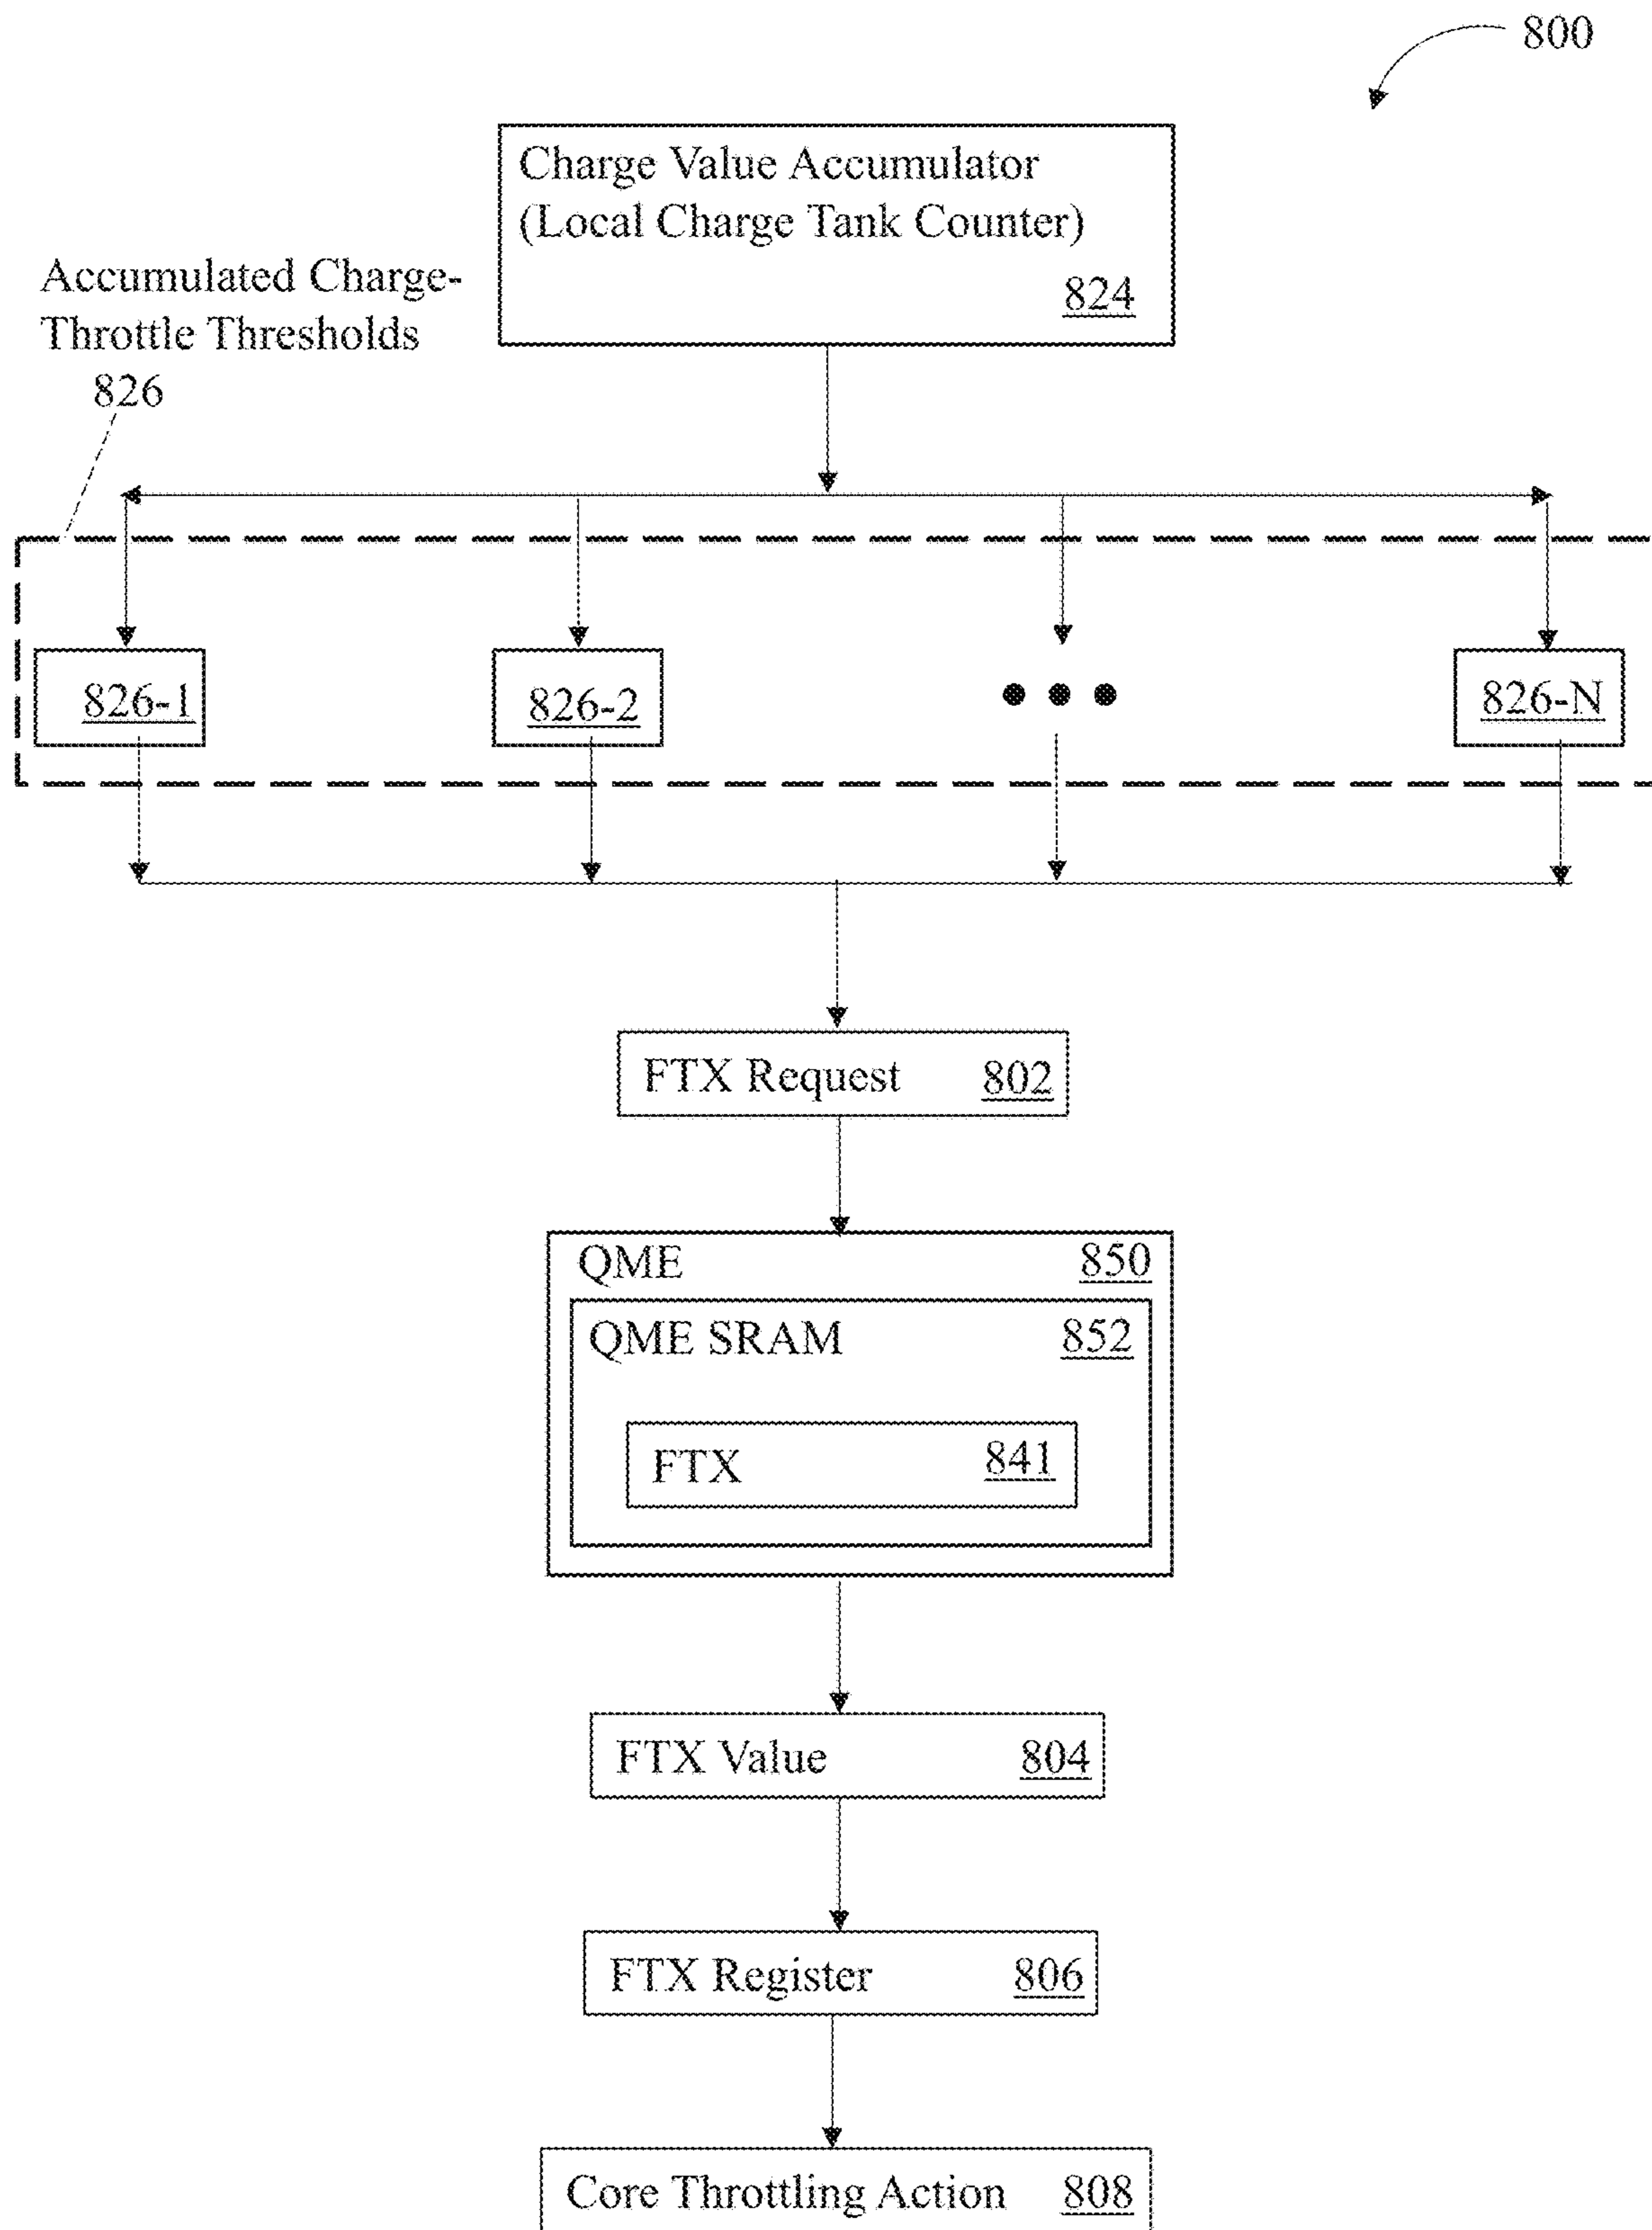 800
Charge Value Accumulator
(Local Charge Tank Counter)
824
Accumulated Charge-
Throttle Thresholds
826
826-1
826-2
826-N
FTX Request 802
QME 850
QME SRAM 852
FTX 841
FTX Value 804
FTX Register 806
Core Throttling Action 808